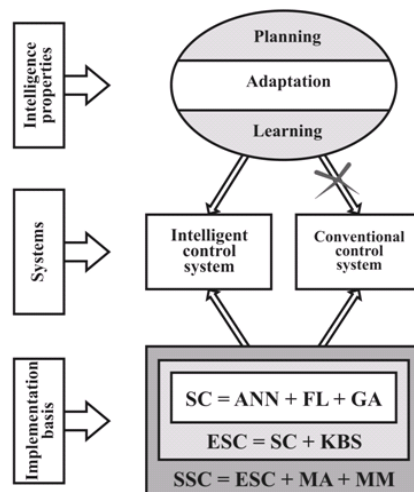 Intelligence
properties
Planning
Adaptation
Learning
Systems
Intelligent
control
system
Conventional
control
system
Implementation
basis
SC = ANN + FL + GA
ESC = SC + KBS
SSC = ESC + MA + MM